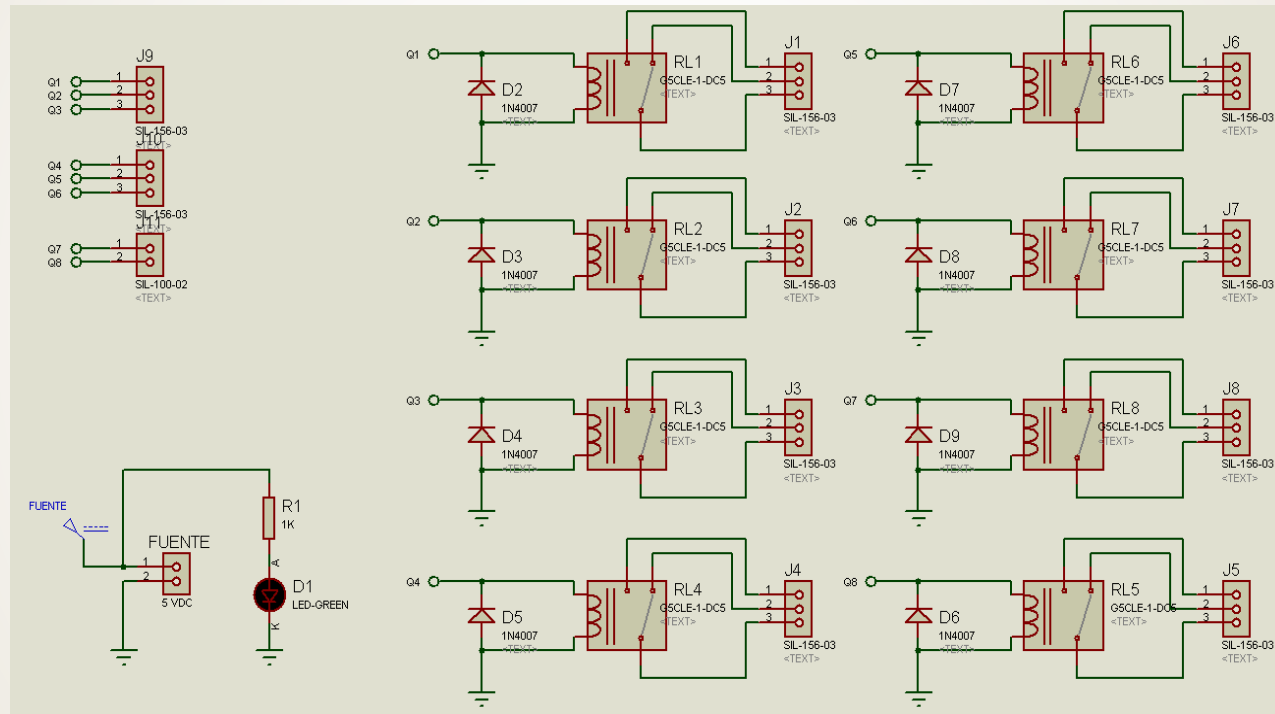 J9
Q1
1
Q2
2
Q3
3
SIL-156-03
<TEXT>
J10
Q4
1
Q5
2
Q6
3
SIL-156-03
<TEXT>
J11
Q7
1
Q8
2
SIL-100-02
<TEXT>
FUENTE
FUENTE
1
2
5 VDC
R1
1K
A
D1
LED-GREEN
K
Q1
D2
1N4007
<TEXT>
RL1
G5CLE-1-DC5
<TEXT>
J1
1
2
3
SIL-156-03
<TEXT>
Q2
D3
1N4007
<TEXT>
RL2
G5CLE-1-DC5
<TEXT>
J2
1
2
3
SIL-156-03
<TEXT>
Q3
D4
1N4007
<TEXT>
RL3
G5CLE-1-DC5
<TEXT>
J3
1
2
3
SIL-156-03
<TEXT>
Q4
D5
1N4007
<TEXT>
RL4
G5CLE-1-DC5
<TEXT>
J4
1
2
3
SIL-156-03
<TEXT>
Q5
D7
1N4007
<TEXT>
RL6
G5CLE-1-DC5
<TEXT>
J6
1
2
3
SIL-156-03
<TEXT>
Q6
D8
1N4007
<TEXT>
RL7
G5CLE-1-DC5
<TEXT>
J7
1
2
3
SIL-156-03
<TEXT>
Q7
D9
1N4007
<TEXT>
RL8
G5CLE-1-DC5
<TEXT>
J8
1
2
3
SIL-156-03
<TEXT>
Q8
D6
1N4007
<TEXT>
RL5
G5CLE-1-DC5
<TEXT>
J5
1
2
3
SIL-156-03
<TEXT>